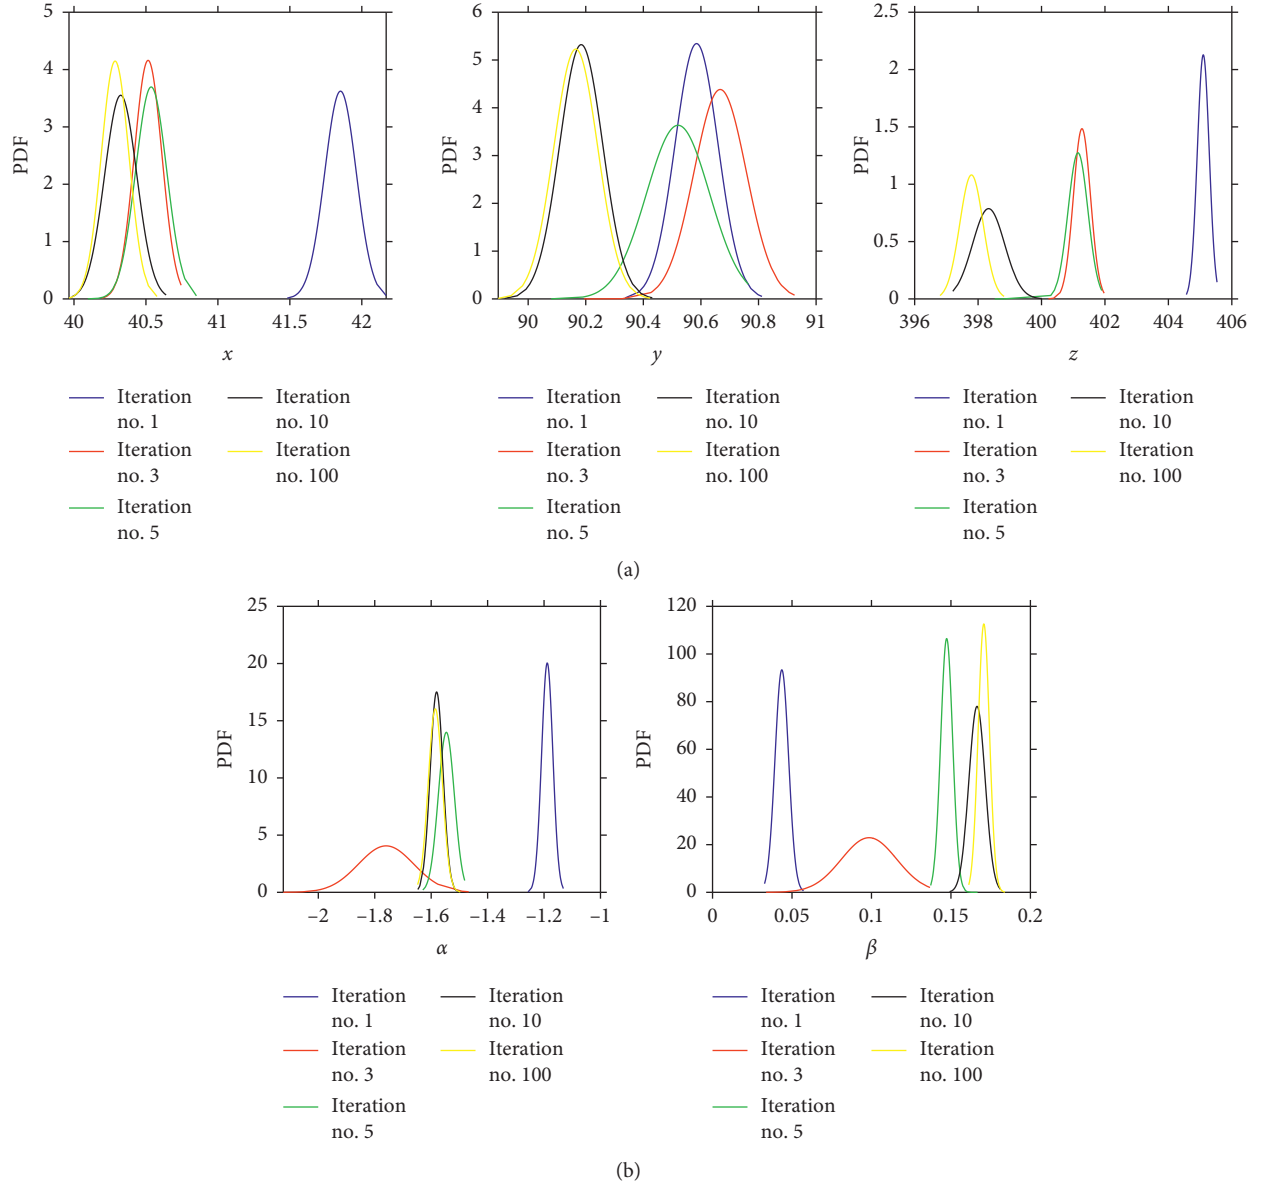 5
4
3
2
1
0
PDF
40
40.5
41
41.5
42
x
6
5
4
3
2
1
0
PDF
90
90.2
90.4
90.6
90.8
91
y
2.5
2
1.5
1
0.5
0
PDF
396
398
400
402
404
406
z
Iteration
no. 1
Iteration
no. 3
Iteration
no. 5
Iteration
no. 10
Iteration
no. 100
Iteration
no. 1
Iteration
no. 3
Iteration
no. 5
Iteration
no. 10
Iteration
no. 100
Iteration
no. 1
Iteration
no. 3
Iteration
no. 5
Iteration
no. 10
Iteration
no. 100
(a)
25
20
15
10
5
0
PDF
–2
–1.8
–1.6
–1.4
–1.2
–1
α
120
100
80
60
40
20
0
PDF
0
0.05
0.1
0.15
0.2
β
Iteration
no. 1
Iteration
no. 3
Iteration
no. 5
Iteration
no. 10
Iteration
no. 100
Iteration
no. 1
Iteration
no. 3
Iteration
no. 5
Iteration
no. 10
Iteration
no. 100
(b)